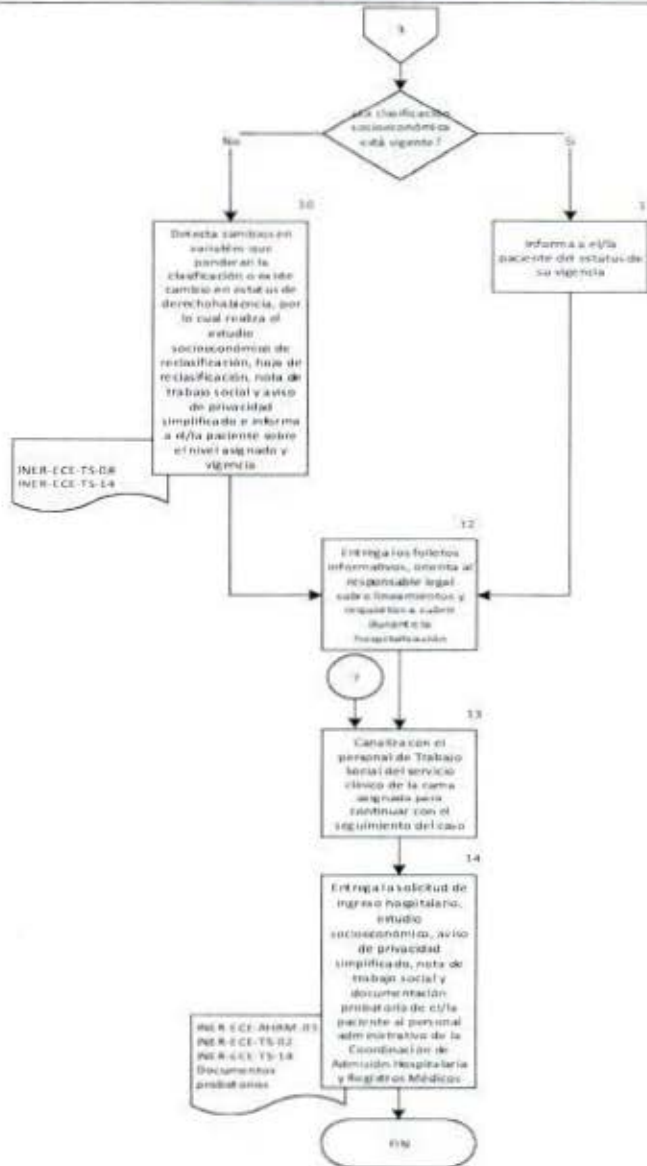 ¿La clasificación
socioeconómica
está vigente?
No
Si
10
Detecta cambios en
variables que
ponderan la
clasificación o existe
cambio en estatus de
derechohabiencia, por
lo cual realiza el
estudio
socioeconómico de
reclasificación, hoja de
reclasificación, nota de
trabajo social y aviso
de privacidad
simplificado e informa
a el/la paciente sobre
el nivel asignado y
vigencia
INER-ECE-TS-08
INER-ECE-TS-14
Informa a el/la
paciente del estatus de
su vigencia
12
Entrega los folletos
informativos, orienta al
responsable legal
sobre lineamientos y
requisitos a cubrir
durante la
hospitalización
7
13
Canaliza con el
personal de Trabajo
Social del servicio
clínico de la cama
asignada para
continuar con el
seguimiento del caso
14
Entrega la solicitud de
ingreso hospitalario,
estudio
socioeconómico, aviso
de privacidad
simplificado, nota de
trabajo social y
documentación
probatoria de el/la
paciente al personal
administrativo de la
Coordinación de
Admisión Hospitalaria
y Registros Médicos
INER-ECE-AHRM-03
INER-ECE-TS-02
INER-ECE-TS-14
Documentos
probatorios
FIN